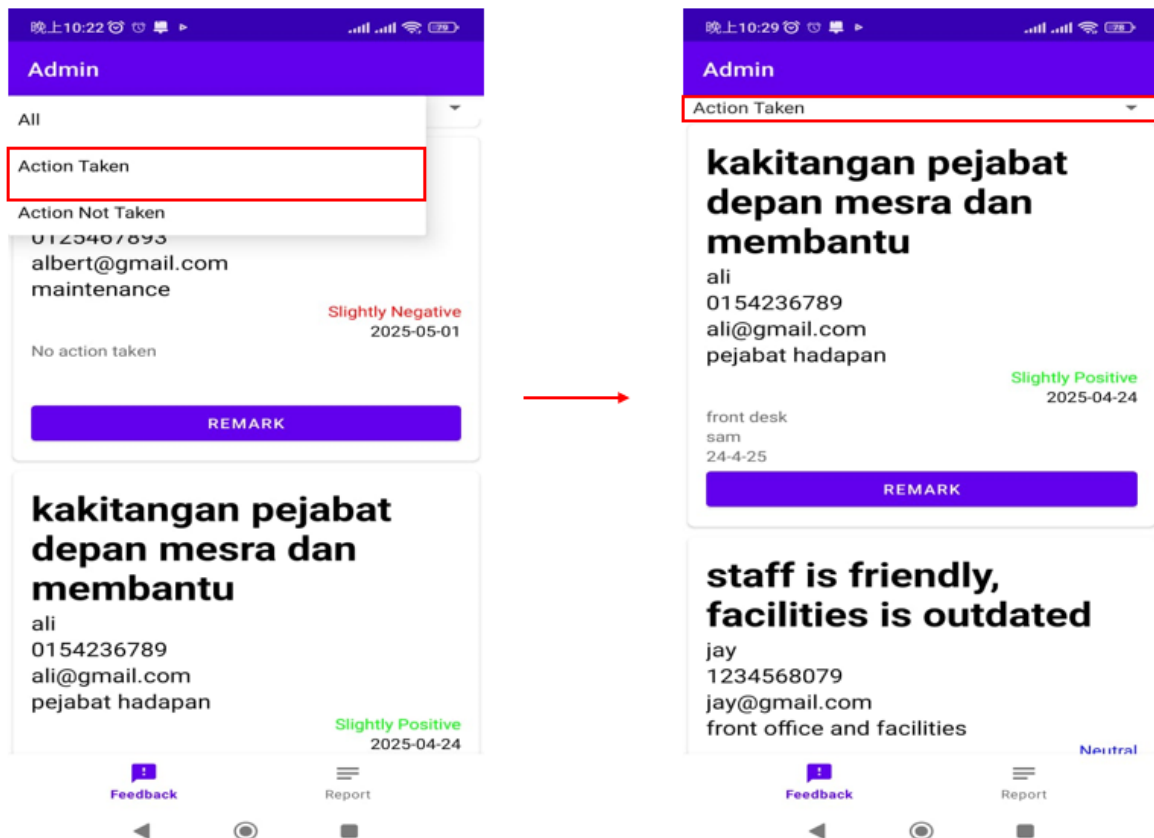 晚上10:22
79
Admin
All
Action Taken
Action Not Taken
0125467893
albert@gmail.com
maintenance
Slightly Negative
2025-05-01
No action taken
REMARK
kakitangan pejabat
depan mesra dan
membantu
ali
0154236789
ali@gmail.com
pejabat hadapan
Slightly Positive
2025-04-24
Feedback
Report
晚上10:29
78
Admin
Action Taken
kakitangan pejabat
depan mesra dan
membantu
ali
0154236789
ali@gmail.com
pejabat hadapan
Slightly Positive
2025-04-24
front desk
sam
24-4-25
REMARK
staff is friendly,
facilities is outdated
jay
1234568079
jay@gmail.com
front office and facilities
Neutral
Feedback
Report